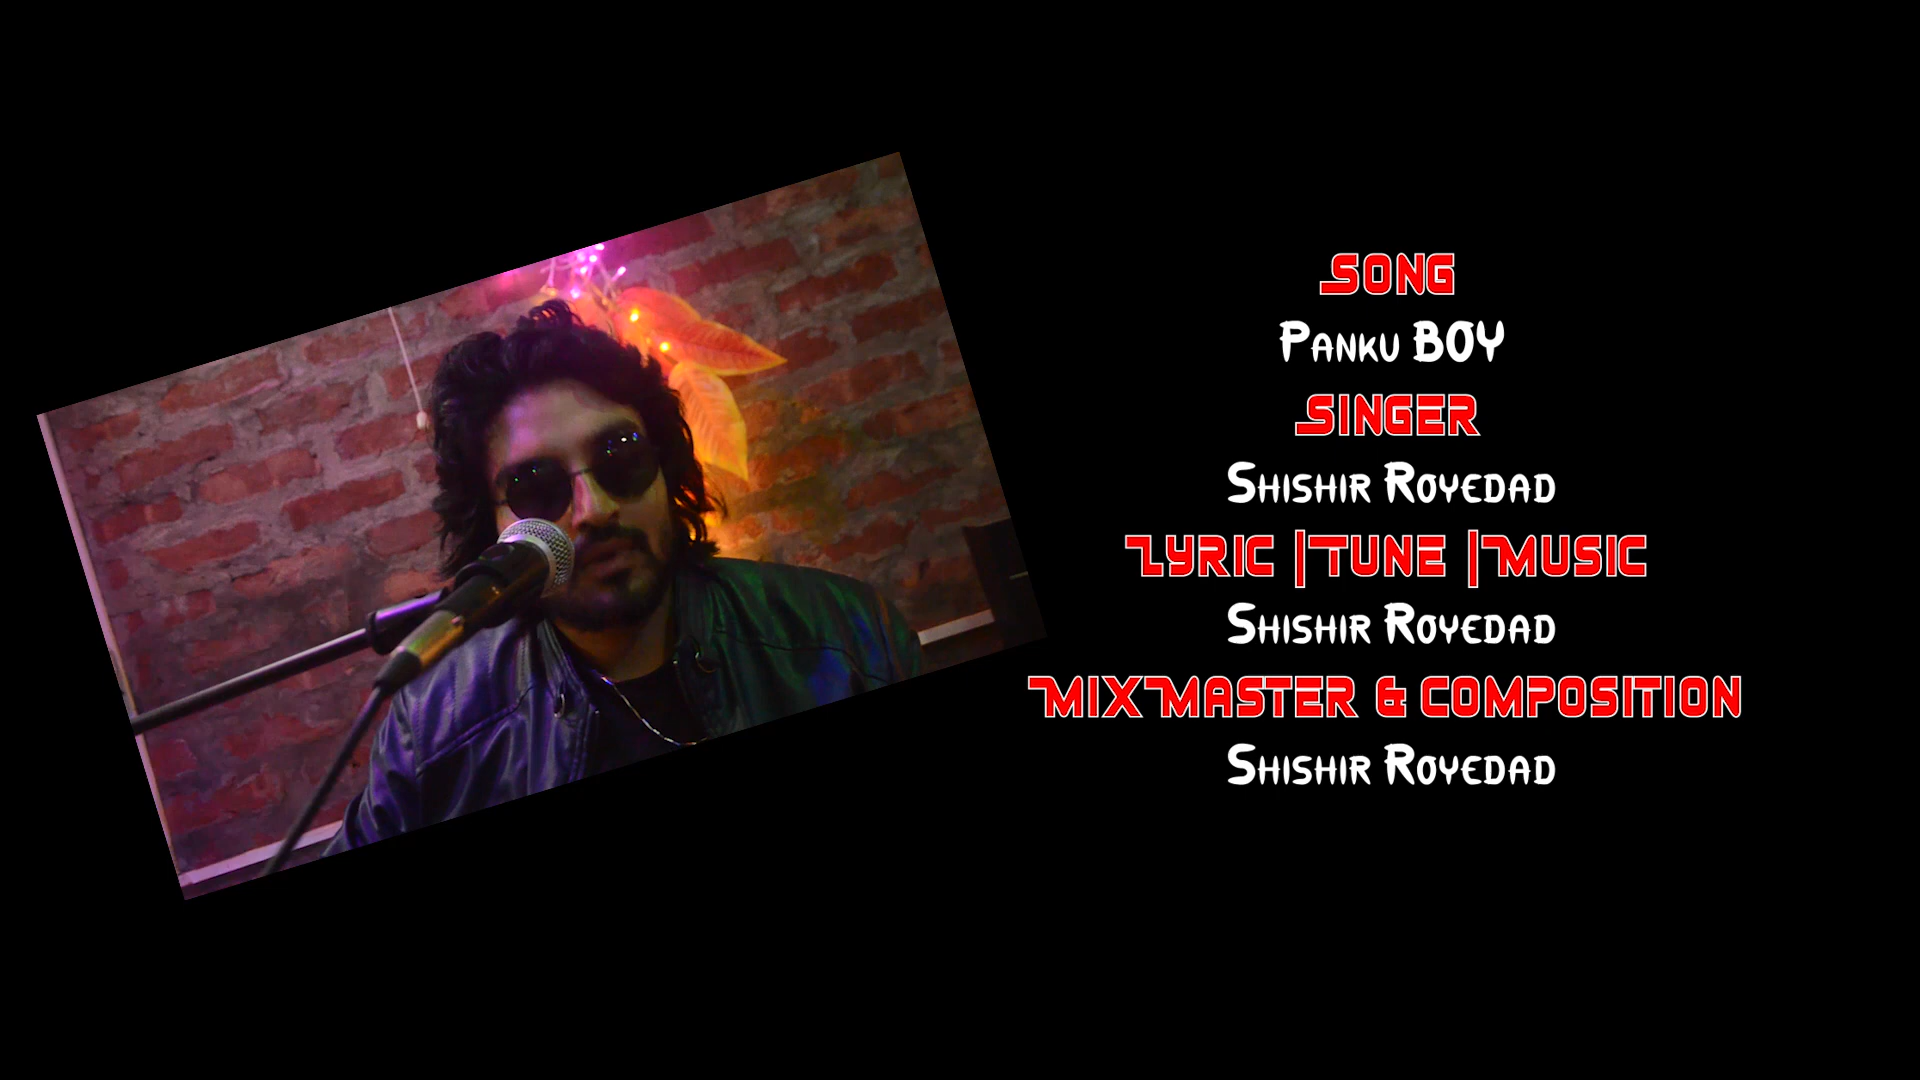 SONG
Panku BOY
SINGER
Shishir Royedad
LYRIC |TUNE |MUSIC
Shishir Royedad
MIXMASTER & COMPOSITION
Shishir Royedad